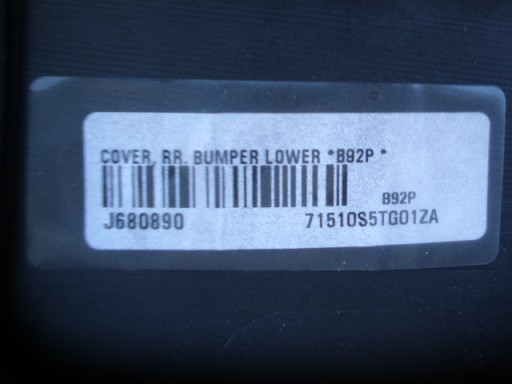 COVER, RR. BUMPER LOWER *B92P *
B92P
J680890 71510S5TG01ZA